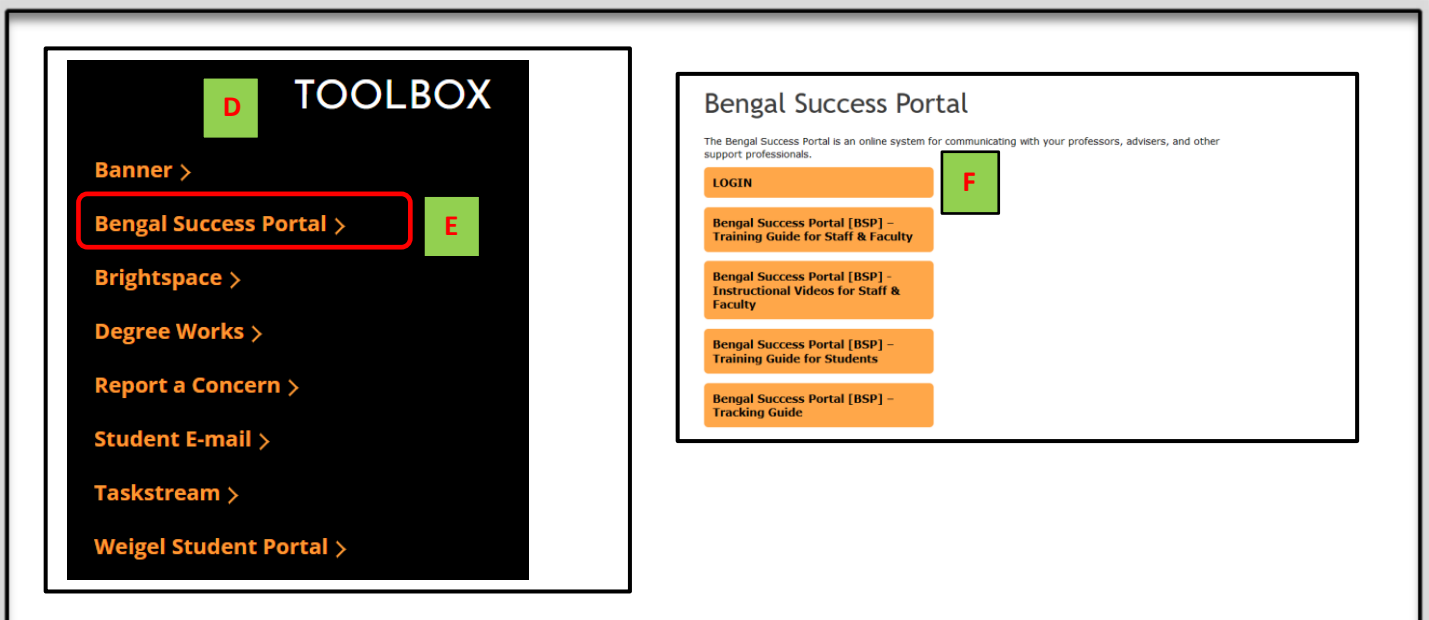 D
TOOLBOX
Banner >
Bengal Success Portal >
E
Brightspace >
Degree Works >
Report a Concern >
Student E-mail >
Taskstream >
Weigel Student Portal >
Bengal Success Portal
The Bengal Success Portal is an online system for communicating with your professors, advisers, and other
support professionals.
LOGIN
F
Bengal Success Portal [BSP] –
Training Guide for Staff & Faculty
Bengal Success Portal [BSP] -
Instructional Videos for Staff &
Faculty
Bengal Success Portal [BSP] –
Training Guide for Students
Bengal Success Portal [BSP] –
Tracking Guide